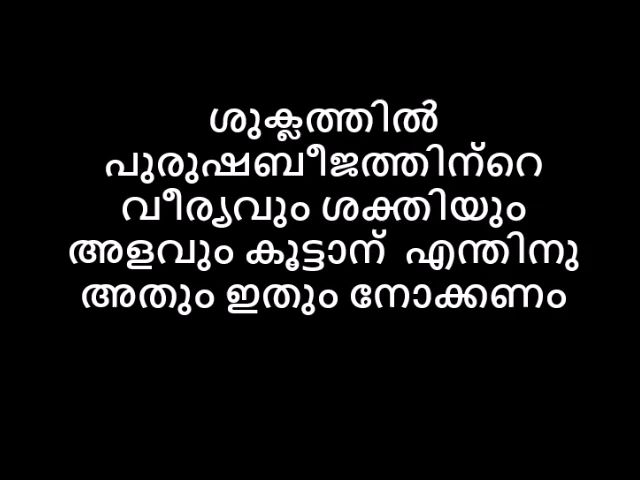 ശുക്ലത്തിൽ
പുരുഷബീജത്തിന്റെ
വീര്യവും ശക്തിയും
അളവും കൂട്ടാന് എന്തിനു
അതും ഇതും നോക്കണം